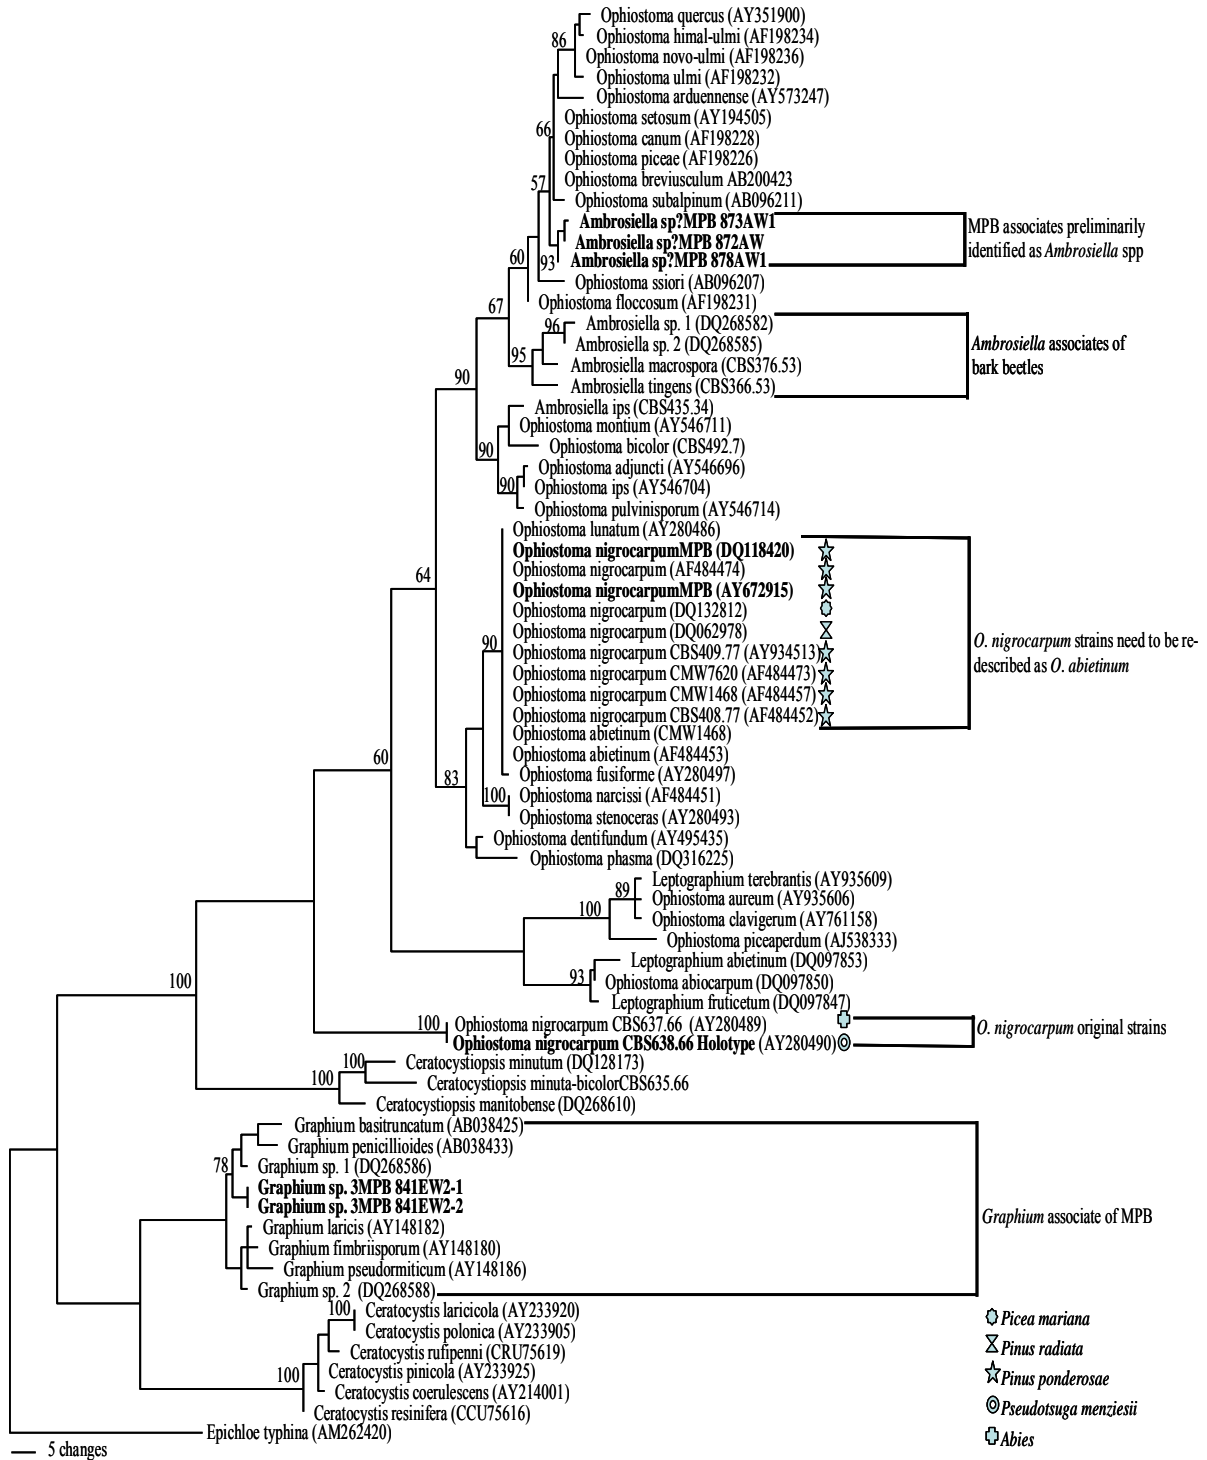 Ophiostoma quercus (AY351900)
86
Ophiostoma himal-ulmi (AF198234)
Ophiostoma novo-ulmi (AF198236)
Ophiostoma ulmi (AF198232)
Ophiostoma arduennense (AY573247)
Ophiostoma setosum (AY194505)
66
Ophiostoma canum (AF198228)
Ophiostoma piceae (AF198226)
Ophiostoma breviusculum AB200423
57
Ophiostoma subalpinum (AB096211)
Ambrosiella sp?MPB 873AW1
Ambrosiella sp?MPB 872AW
Ambrosiella sp?MPB 878AW1
MPB associates preliminarily
identified as Ambrosiella spp
60
93
Ophiostoma ssiori (AB096207)
Ophiostoma floccosum (AF198231)
67
Ambrosiella sp. 1 (DQ268582)
96
Ambrosiella sp. 2 (DQ268585)
95
Ambrosiella macrospora (CBS376.53)
Ambrosiella tingens (CBS366.53)
Ambrosiella associates of
bark beetles
90
Ambrosiella ips (CBS435.34)
Ophiostoma montium (AY546711)
90
Ophiostoma bicolor (CBS492.7)
Ophiostoma adjuncti (AY546696)
90
Ophiostoma ips (AY546704)
Ophiostoma pulvinisporum (AY546714)
Ophiostoma lunatum (AY280486)
Ophiostoma nigrocarpumMPB (DQ118420)
64
Ophiostoma nigrocarpum (AF484474)
Ophiostoma nigrocarpumMPB (AY672915)
Ophiostoma nigrocarpum (DQ132812)
Ophiostoma nigrocarpum (DQ062978)
90
Ophiostoma nigrocarpum CBS409.77 (AY934513)
Ophiostoma nigrocarpum CMW7620 (AF484473)
Ophiostoma nigrocarpum CMW1468 (AF484457)
Ophiostoma nigrocarpum CBS408.77 (AF484452)
O. nigrocarpum strains need to be re-
described as O. abietinum
Ophiostoma abietinum (CMW1468)
Ophiostoma abietinum (AF484453)
60
83
Ophiostoma fusiforme (AY280497)
100
Ophiostoma narcissi (AF484451)
Ophiostoma stenoceras (AY280493)
Ophiostoma dentifundum (AY495435)
Ophiostoma phasma (DQ316225)
Leptographium terebrantis (AY935609)
89
Ophiostoma aureum (AY935606)
100
Ophiostoma clavigerum (AY761158)
Ophiostoma piceaperdum (AJ538333)
Leptographium abietinum (DQ097853)
93
Ophiostoma abiocarpum (DQ097850)
100
Leptographium fruticetum (DQ097847)
100
Ophiostoma nigrocarpum CBS637.66 (AY280489)
Ophiostoma nigrocarpum CBS638.66 Holotype (AY280490)
O. nigrocarpum original strains
100
Ceratocystiopsis minutum (DQ128173)
100
Ceratocystiopsis minuta-bicolorCBS635.66
Ceratocystiopsis manitobense (DQ268610)
Graphium basitruncatum (AB038425)
Graphium penicillioides (AB038433)
78
Graphium sp. 1 (DQ268586)
Graphium sp. 3MPB 841EW2-1
Graphium sp. 3MPB 841EW2-2
Graphium associate of MPB
Graphium laricis (AY148182)
Graphium fimbriisporum (AY148180)
Graphium pseudormiticum (AY148186)
Graphium sp. 2 (DQ268588)
100
Ceratocystis laricicola (AY233920)
Ceratocystis polonica (AY233905)
Ceratocystis rufipenni (CRU75619)
100
Ceratocystis pinicola (AY233925)
Ceratocystis coerulescens (AY214001)
Ceratocystis resinifera (CCU75616)
Epichloe typhina (AM262420)
5 changes
Picea mariana
Pinus radiata
Pinus ponderosae
Pseudotsuga menziesii
Abies